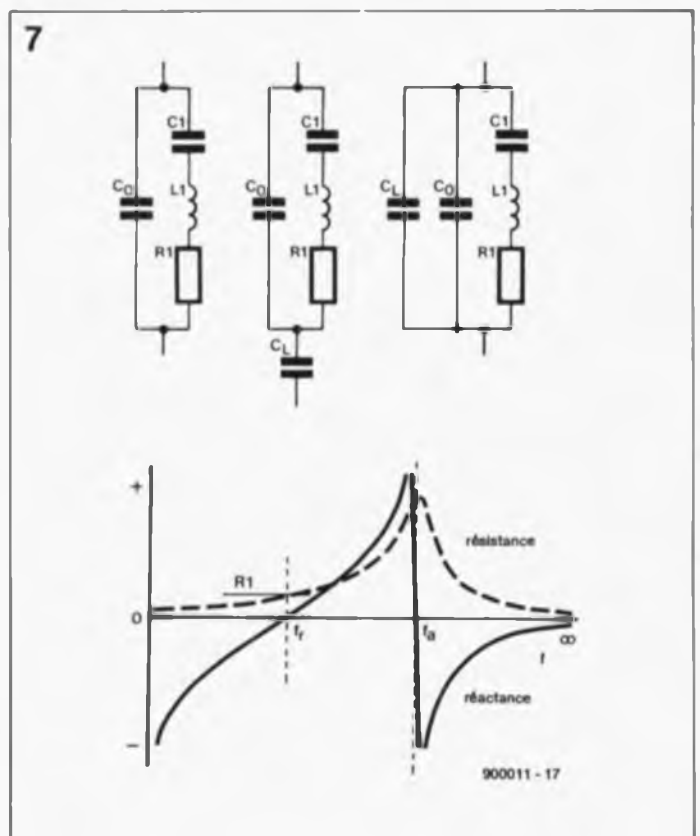 7
C1
C1
C1
C0
L1
C0
L1
CL
C0
L1
R1
R1
R1
CL
+
résistance
R1
0
fr
fa
∞
f
réactance
−
900011 - 17